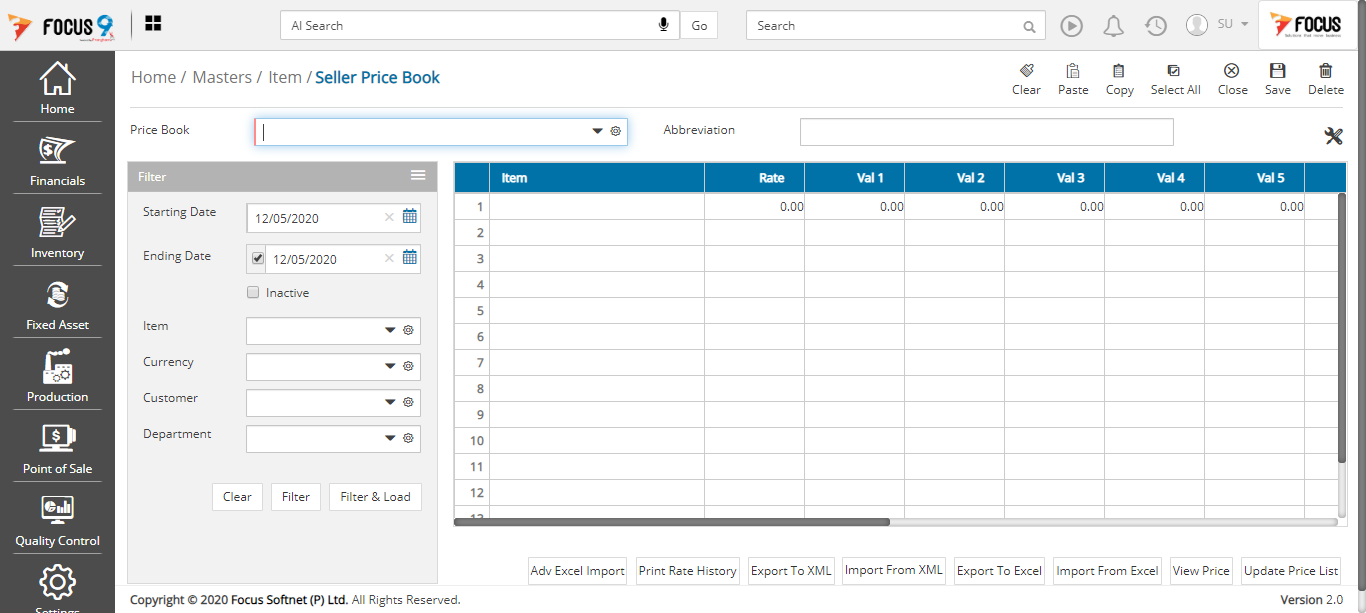 FOCUS 9
AI Search
Go
Search
SU
FOCUS
Home
Financials
Inventory
Fixed Asset
Production
Point of Sale
Quality Control
Settings
Home / Masters / Item / Seller Price Book
Clear
Paste
Copy
Select All
Close
Save
Delete
Price Book
Abbreviation
Filter
Starting Date
12/05/2020
Ending Date
12/05/2020
Inactive
Item
Currency
Customer
Department
Clear
Filter
Filter & Load
Item Rate Val 1 Val 2 Val 3 Val 4 Val 5
1 0.00 0.00 0.00 0.00 0.00 0.00
2
3
4
5
6
7
8
9
10
11
12
13
Adv Excel Import
Print Rate History
Export To XML
Import From XML
Export To Excel
Import From Excel
View Price
Update Price List
Copyright © 2020 Focus Softnet (P) Ltd. All Rights Reserved.
Version 2.0